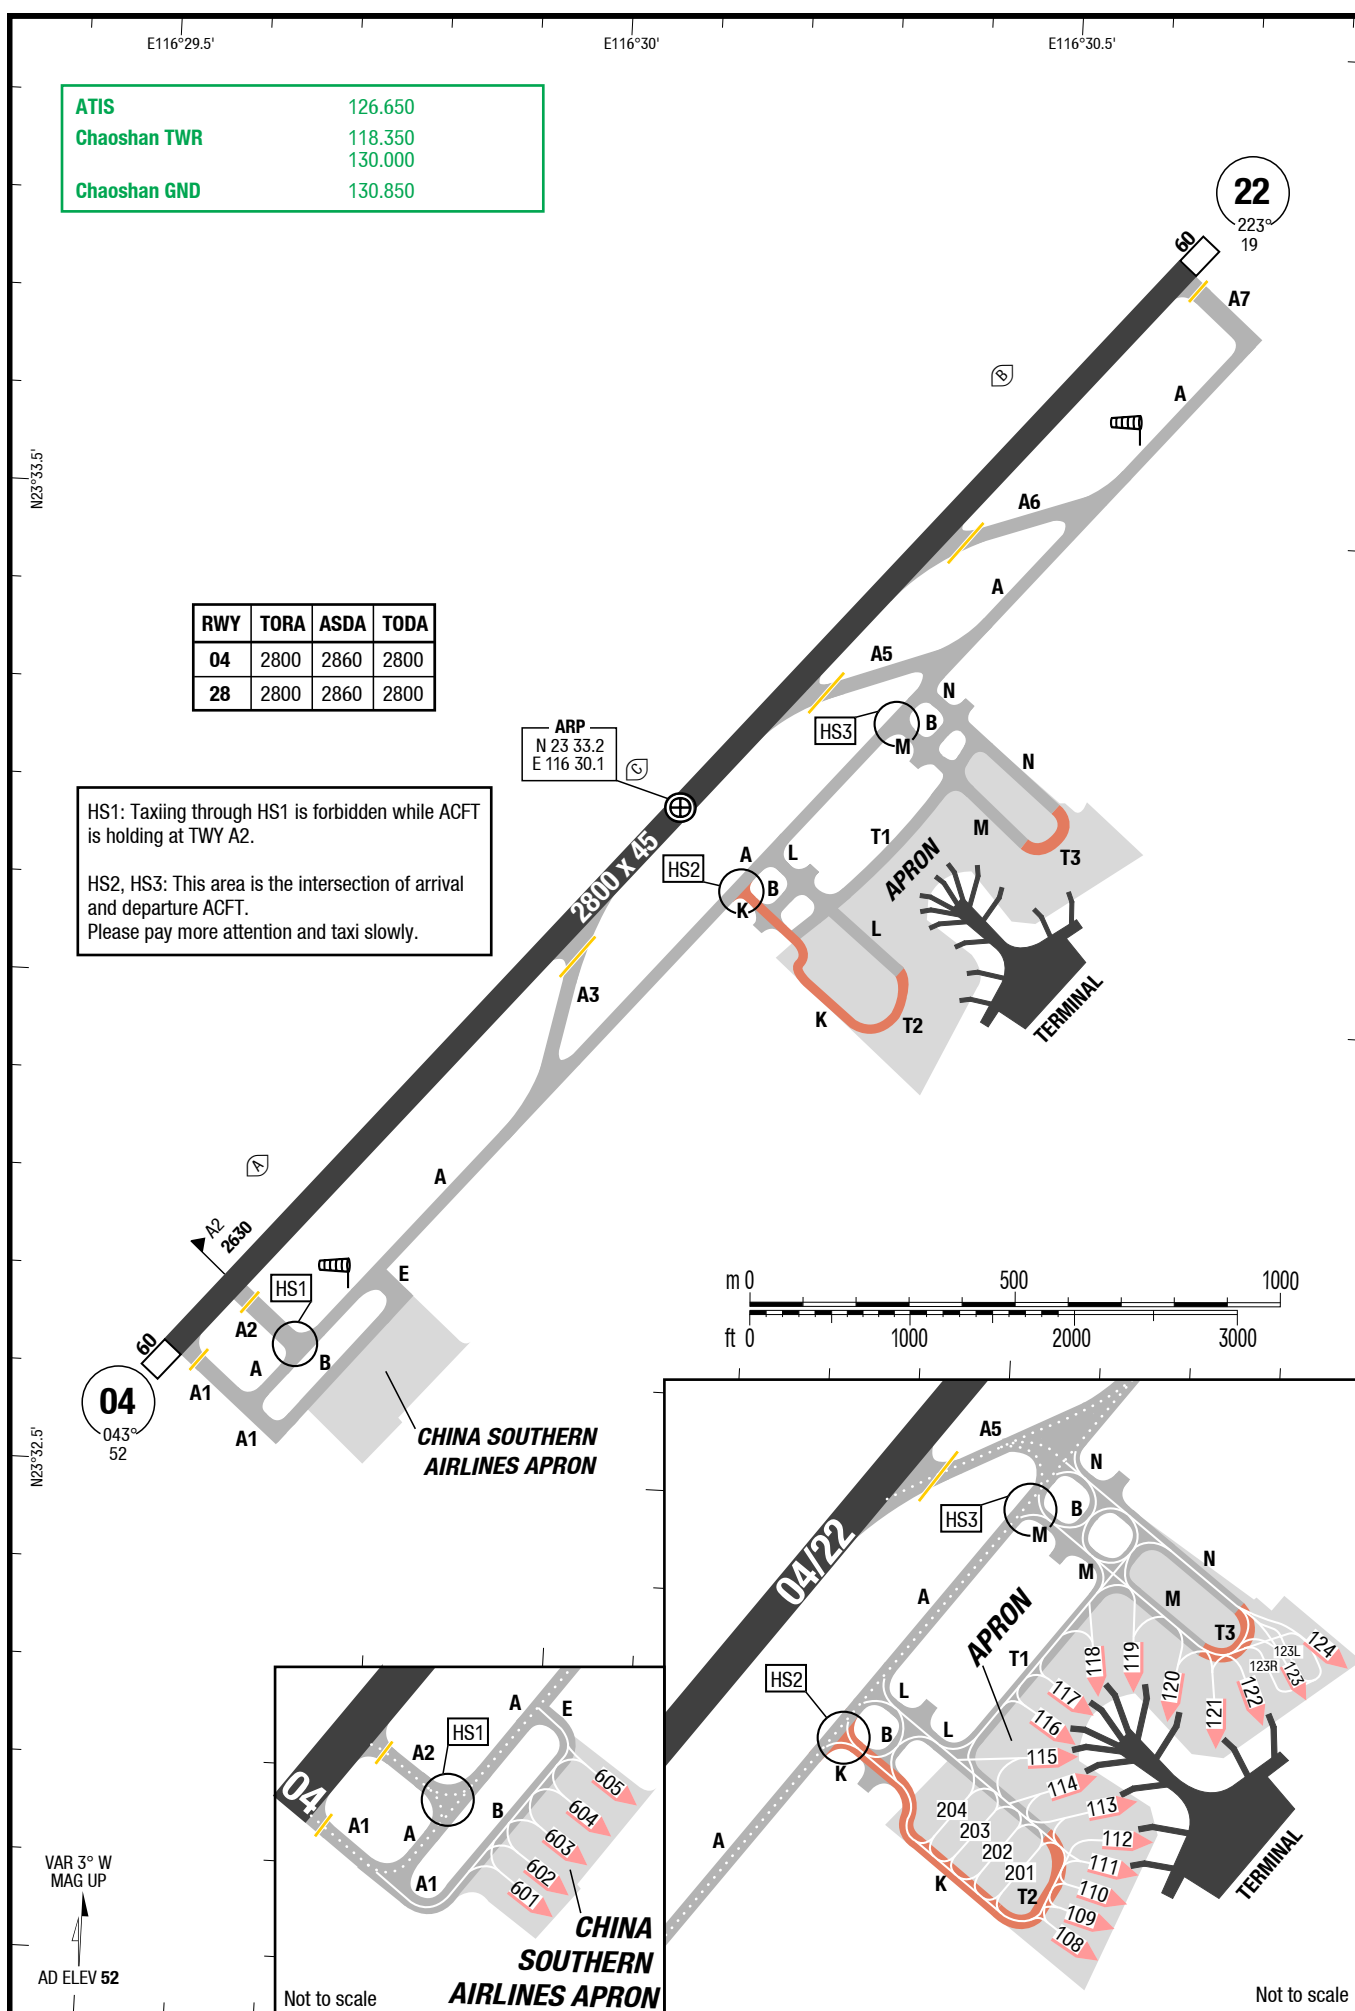 E116°29.5'
E116°30'
E116°30.5'
ATIS 126.650
Chaoshan TWR 118.350
130.000
Chaoshan GND 130.850
22
223°
19
60
A7
B
A
N23°33.5'
A6
A
RWY TORA ASDA TODA
04 2800 2860 2800
28 2800 2860 2800
A5
N
HS3
B
M
ARP
N 23 33.2
E 116 30.1
C
N
HS1: Taxiing through HS1 is forbidden while ACFT
is holding at TWY A2.
HS2, HS3: This area is the intersection of arrival
and departure ACFT.
Please pay more attention and taxi slowly.
2800 x 45
T1
M
T3
APRON
A
L
HS2
B
K
L
A3
K
T2
TERMINAL
A
A
A2
2630
HS1
E
m 0 500 1000
ft 0 1000 2000 3000
60
A2
A
B
A1
04
043°
52
A1
N23°32.5'
CHINA SOUTHERN
AIRLINES APRON
A5
N
HS3
B
M
04/22
M
N
A
M
APRON
T3
T1
118
119
120
121
122
123R
123L
123
124
HS2
L
117
116
B
L
115
K
114
113
204
203
202
201
112
111
110
109
108
A
K
T2
TERMINAL
Not to scale
A
E
HS1
A2
04
A1
A
B
605
604
603
602
601
A1
CHINA
SOUTHERN
AIRLINES APRON
Not to scale
VAR 3° W
MAG UP
AD ELEV 52